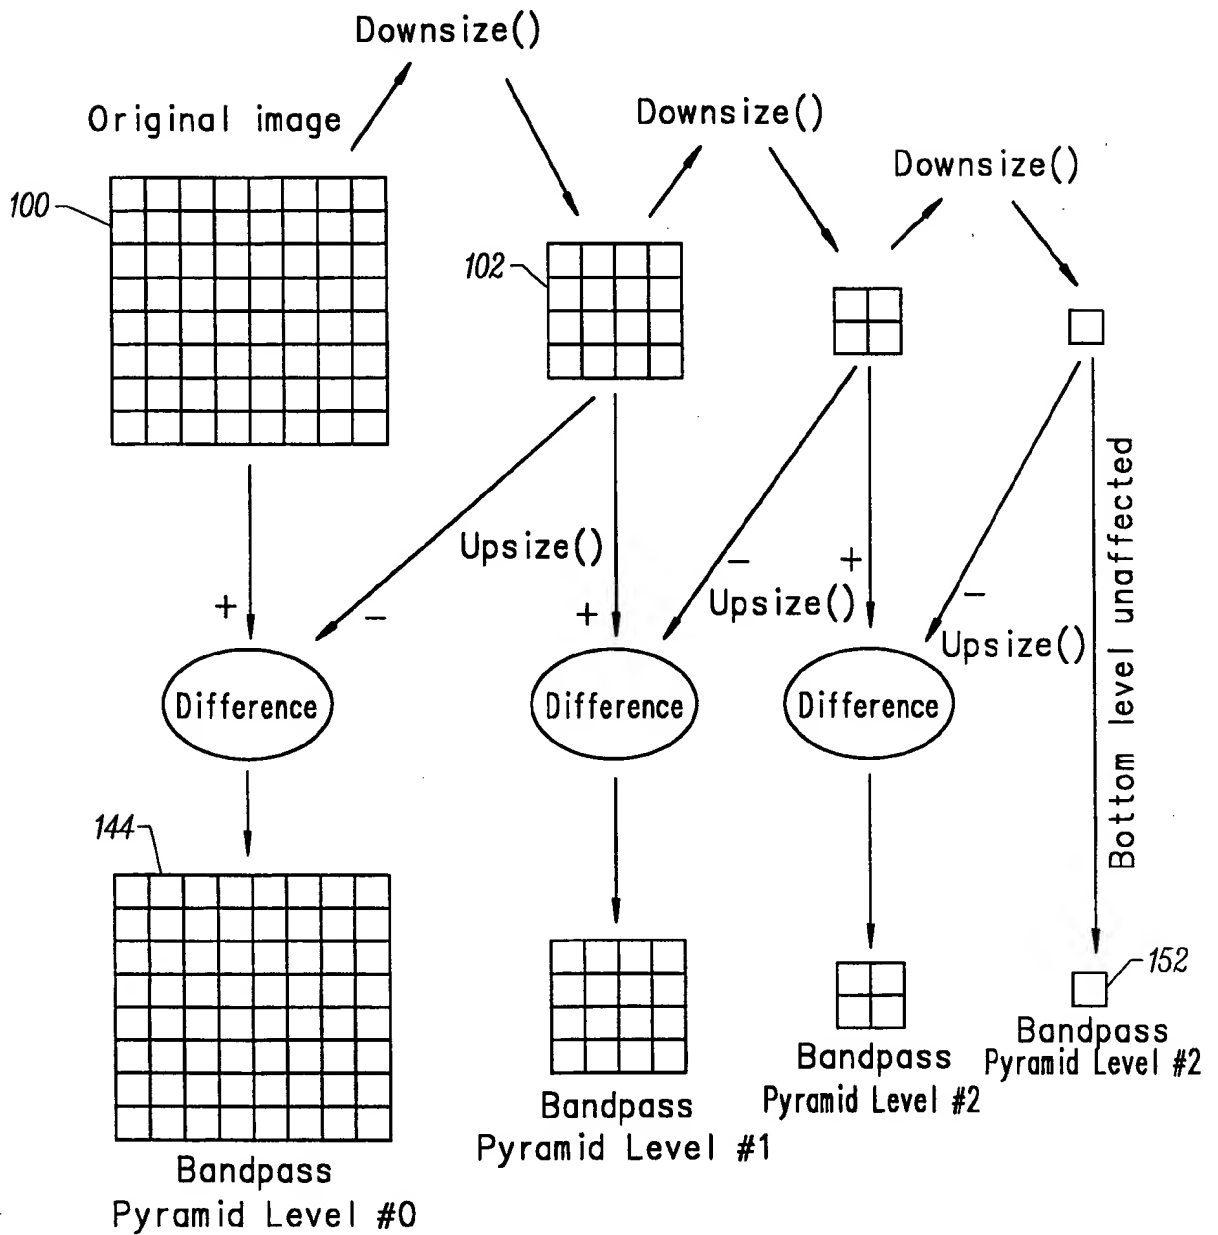 Downsize()
Original image
Downsize()
Downsize()
100
102
Bottom level unaffected
Upsize()
-
+
Upsize()
-
+
-
+
Upsize()
Difference
Difference
Difference
144
152
Bandpass
Pyramid Level #2
Bandpass
Pyramid Level #2
Bandpass
Pyramid Level #1
Bandpass
Pyramid Level #0